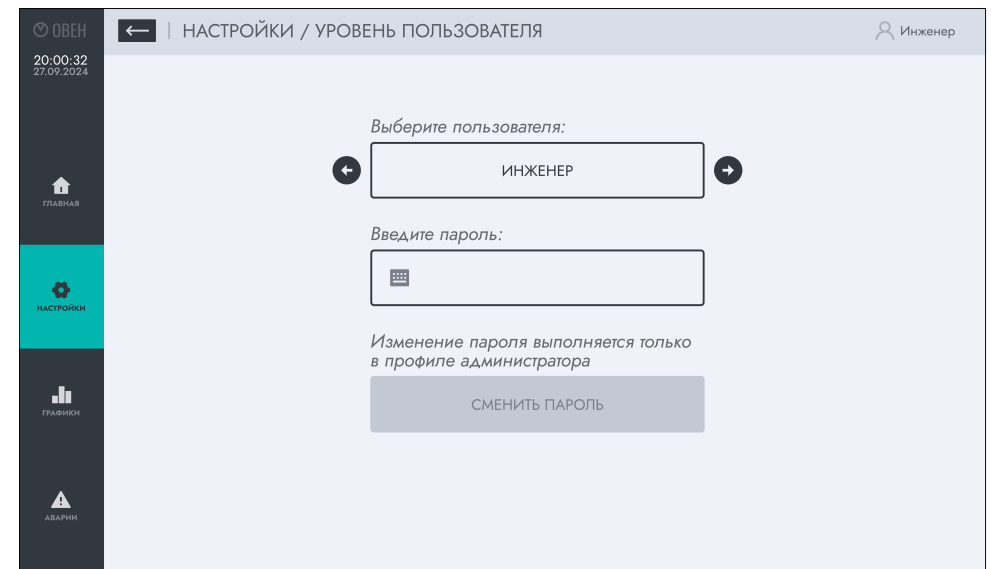 ОВЕН
НАСТРОЙКИ / УРОВЕНЬ ПОЛЬЗОВАТЕЛЯ
Инженер
20:00:32
27.09.2024
ГЛАВНАЯ
НАСТРОЙКИ
ГРАФИКИ
АВАРИИ
Выберите пользователя:
ИНЖЕНЕР
Введите пароль:
Изменение пароля выполняется только
в профиле администратора
СМЕНИТЬ ПАРОЛЬ